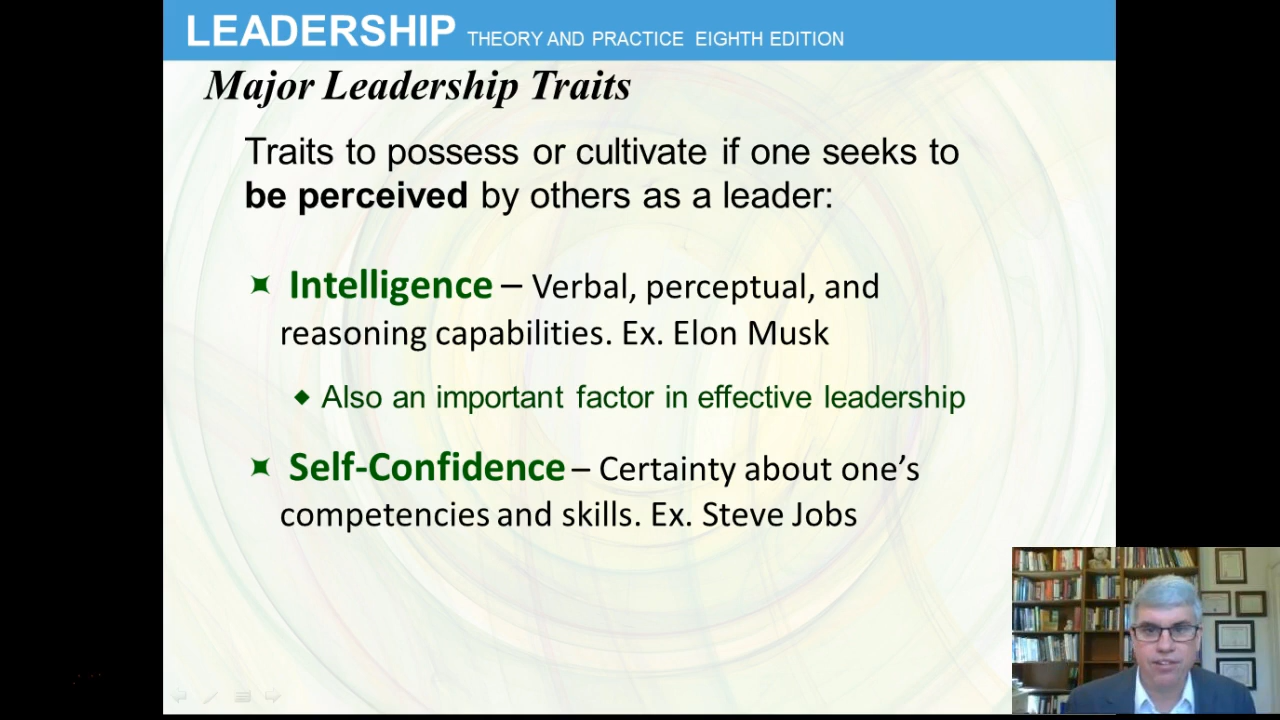 LEADERSHIP THEORY AND PRACTICE EIGHTH EDITION
Major Leadership Traits
Traits to possess or cultivate if one seeks to
be perceived by others as a leader:
Intelligence – Verbal, perceptual, and
reasoning capabilities. Ex. Elon Musk
Also an important factor in effective leadership
Self-Confidence – Certainty about one’s
competencies and skills. Ex. Steve Jobs